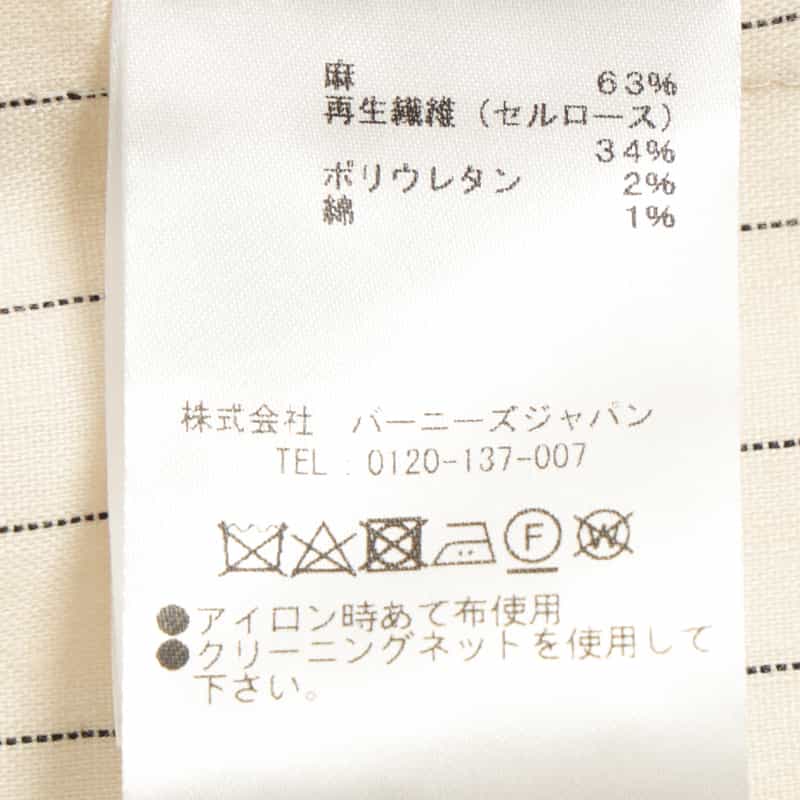 麻 63%
再生繊維（セルロース）
34%
ポリウレタン 2%
綿 1%
株式会社 バーニーズジャパン
TEL : 0120-137-007
F W
●アイロン時あて布使用
●クリーニングネットを使用して
下さい。